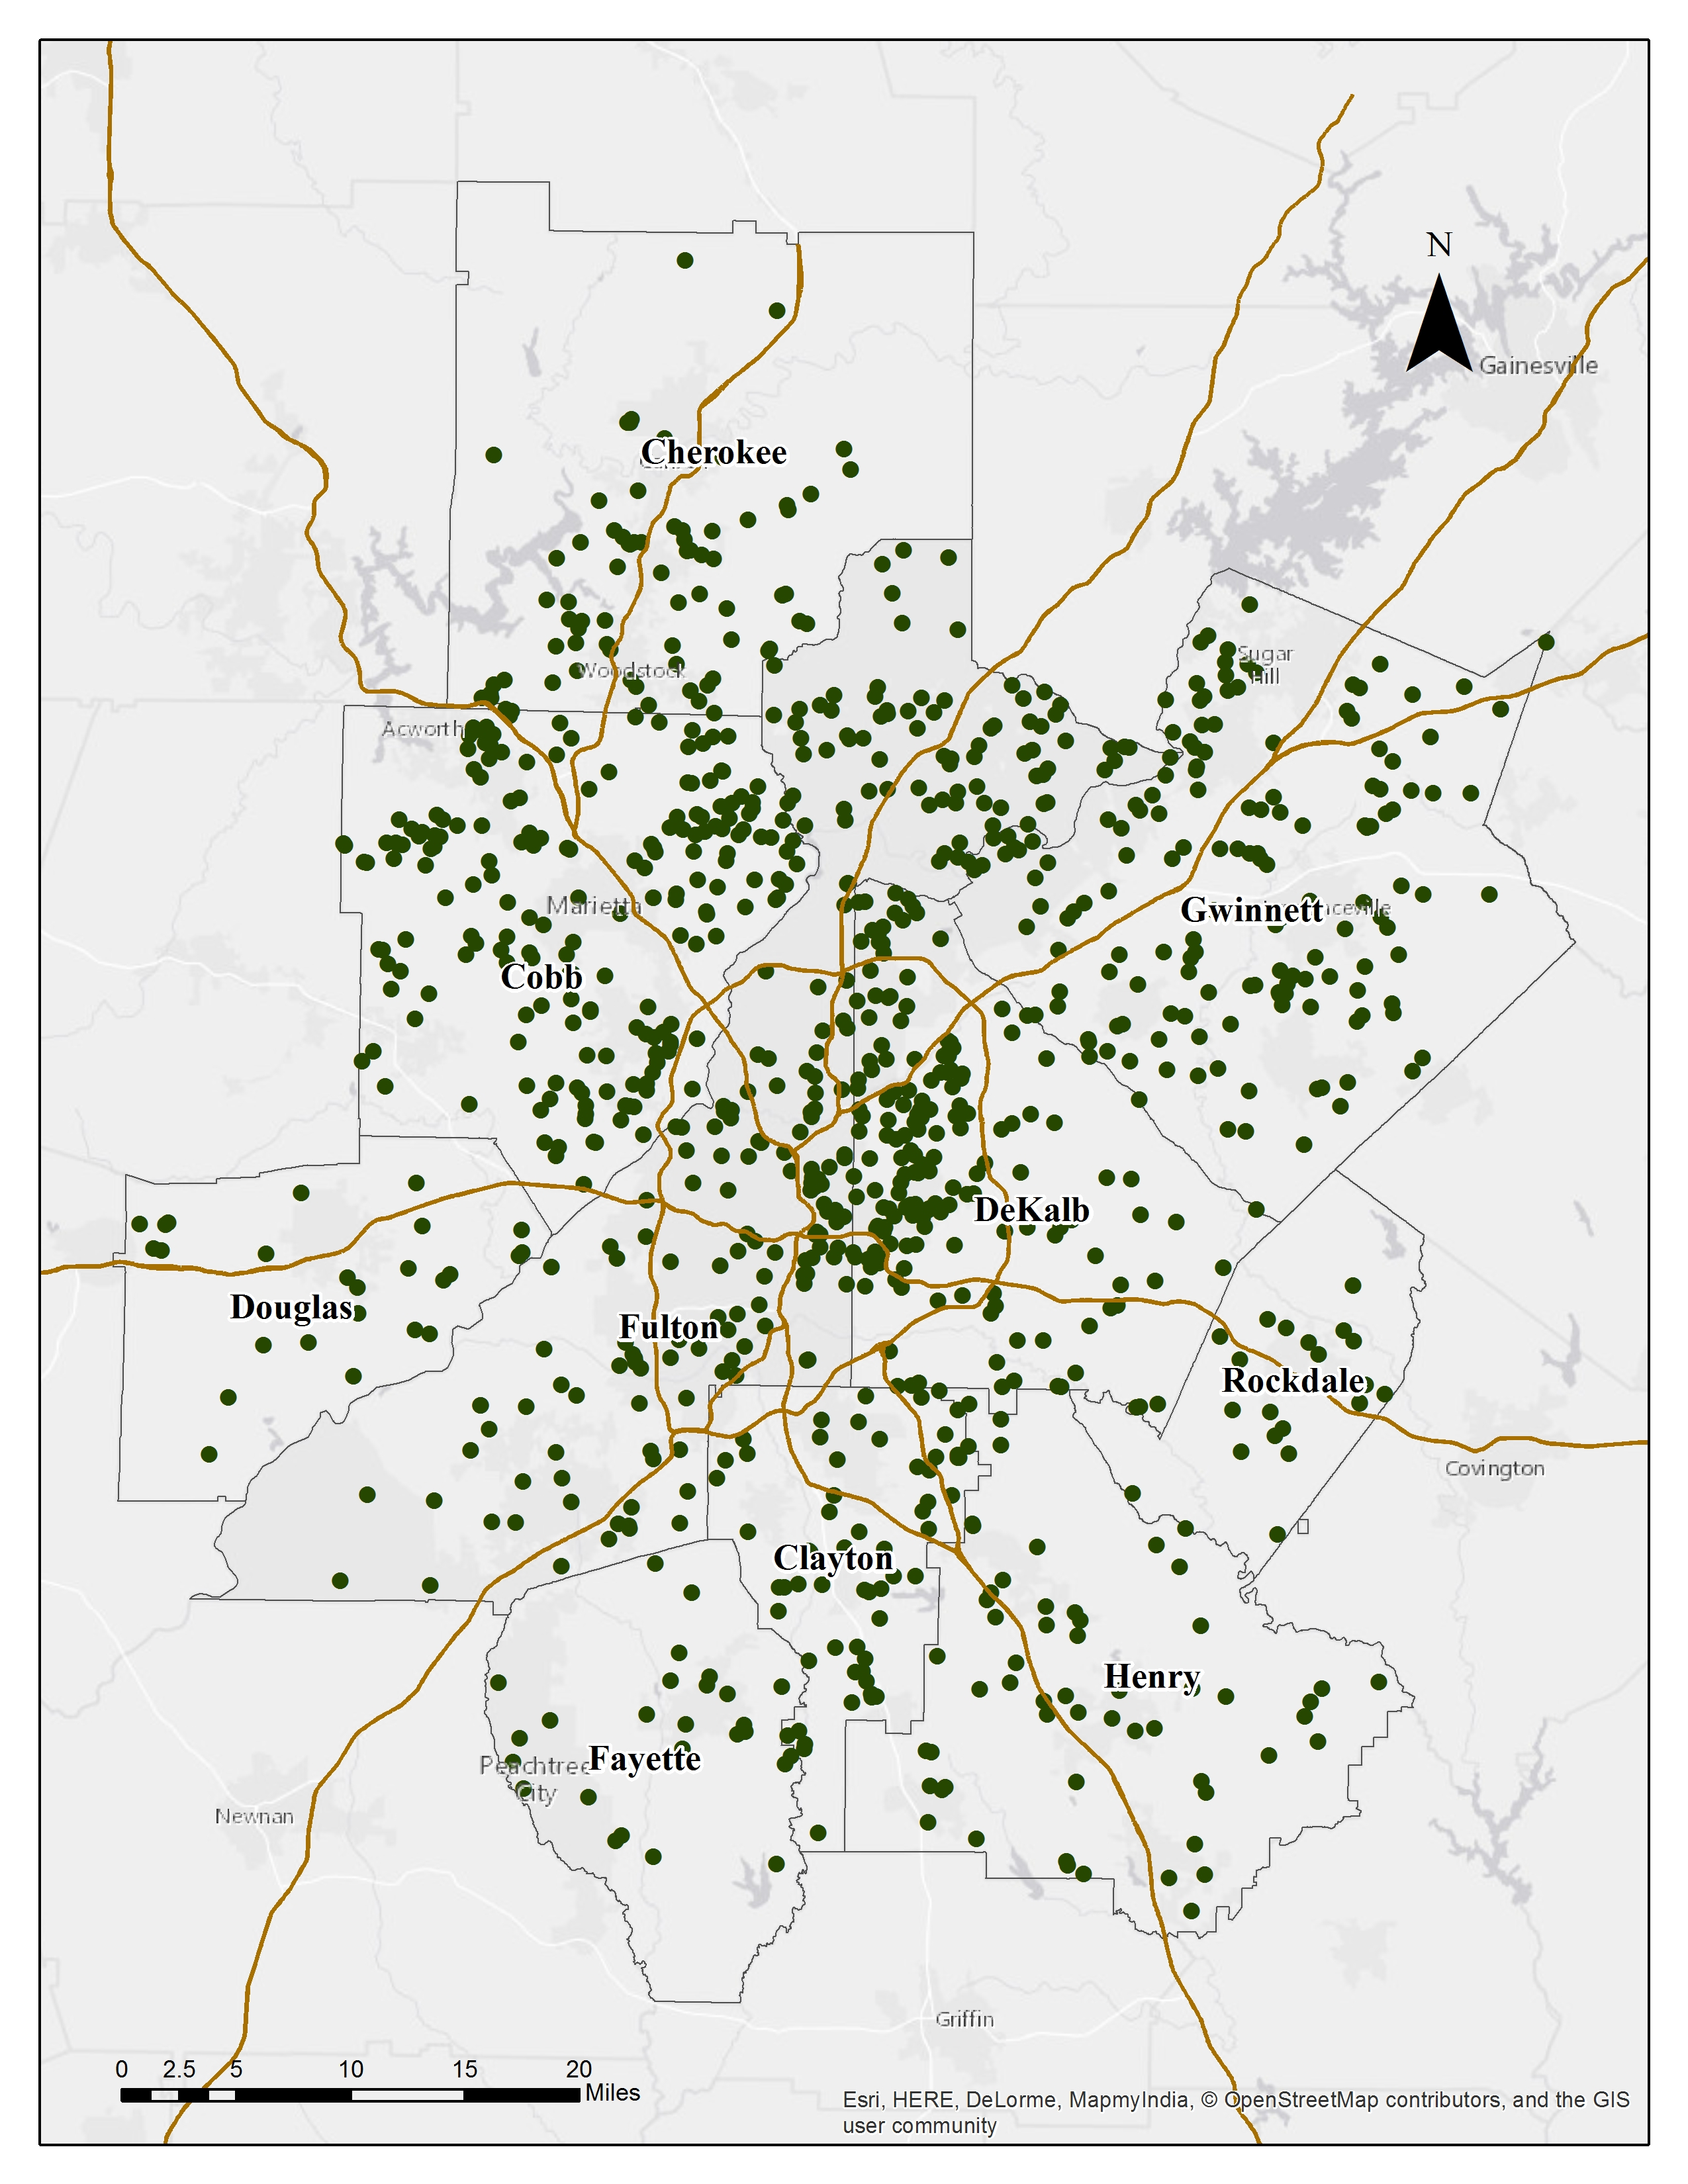 N
Gainesville
Cherokee
Sugar
Hill
Woodstock
Acworth
Gwinnett
Marietta
Cobb
DeKalb
Douglas
Fulton
Rockdale
Covington
Clayton
Henry
Fayette
Peachtree
City
Newnan
Griffin
0 2.5 5 10 15 20
Miles
Esri, HERE, DeLorme, MapmyIndia, © OpenStreetMap contributors, and the GIS
user community